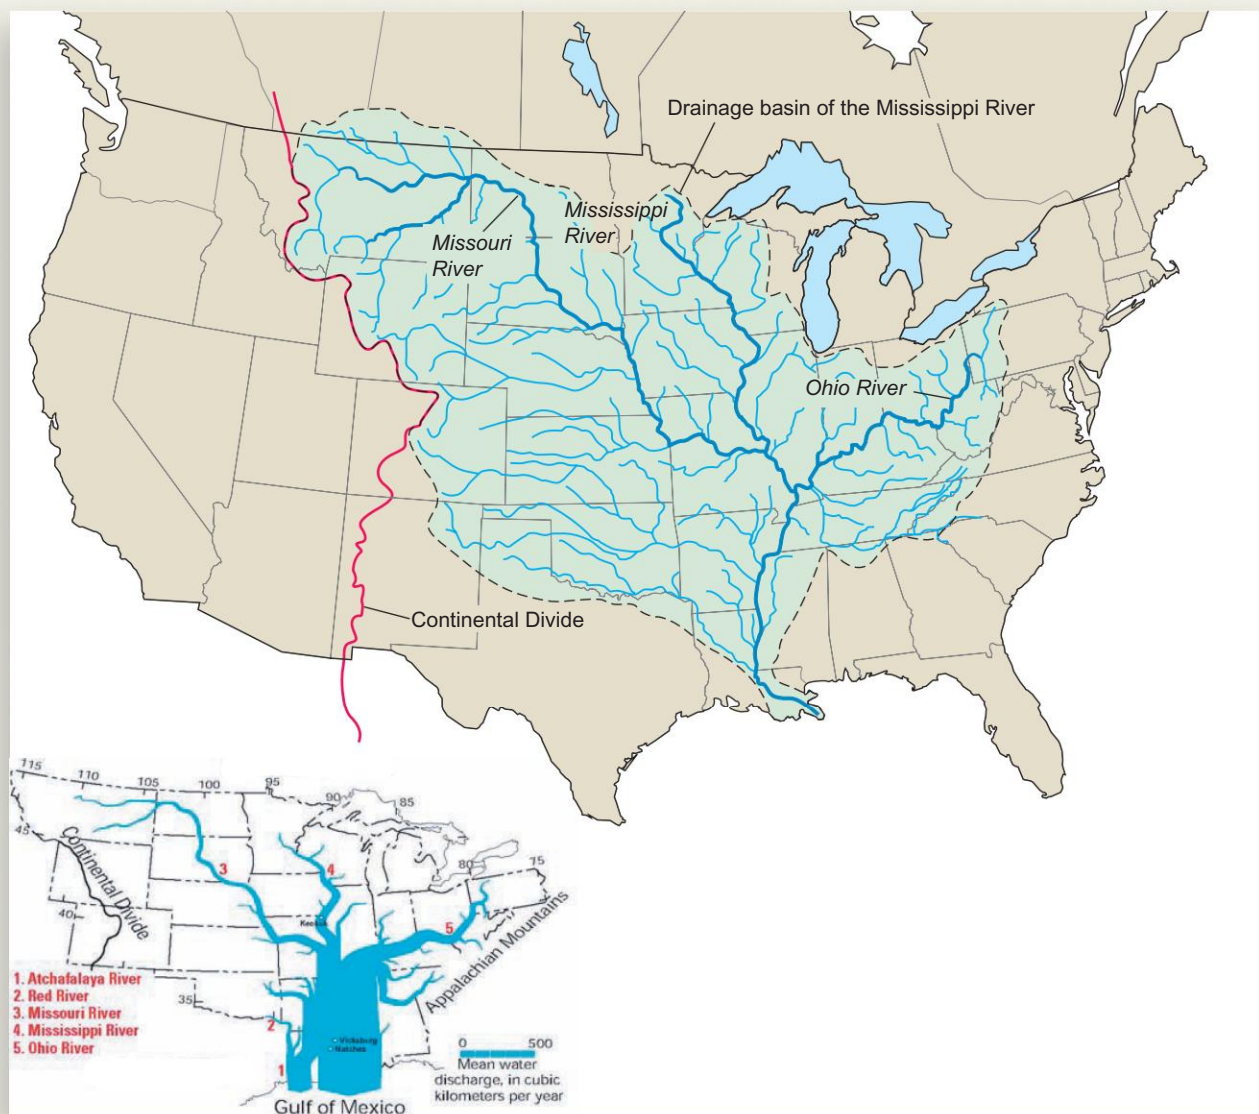 Drainage basin of the Mississippi River
Mississippi
River
Missouri
River
Ohio River
Continental Divide
115
110
105
100
95
90
85
80
75
45
40
35
Continental Divide
3
4
Keokuk
5
Appalachian Mountains
1. Atchafalaya River
2. Red River
3. Missouri River
4. Mississippi River
5. Ohio River
2
Vicksburg
Natchez
1
0 500
Mean water
discharge, in cubic
kilometers per year
Gulf of Mexico